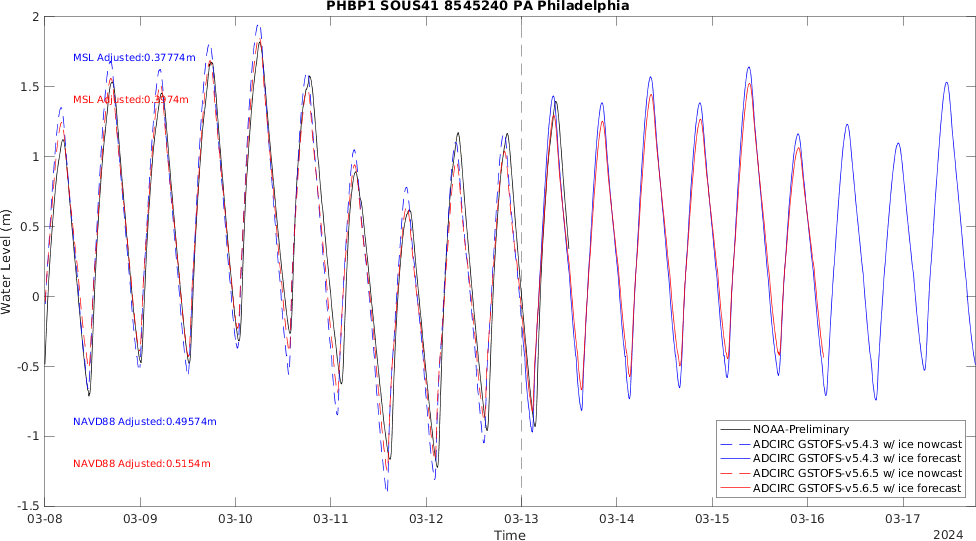 PHBP1 SOUS41 8545240 PA Philadelphia
2
1.5
1
0.5
0
-0.5
-1
-1.5
Water Level (m)
MSL Adjusted:0.37774m
MSL Adjusted:0.3974m
NAVD88 Adjusted:0.49574m
NAVD88 Adjusted:0.5154m
NOAA-Preliminary
ADCIRC GSTOFS-v5.4.3 w/ ice nowcast
ADCIRC GSTOFS-v5.4.3 w/ ice forecast
ADCIRC GSTOFS-v5.6.5 w/ ice nowcast
ADCIRC GSTOFS-v5.6.5 w/ ice forecast
03-08 03-09 03-10 03-11 03-12 03-13 03-14 03-15 03-16 03-17
Time
2024